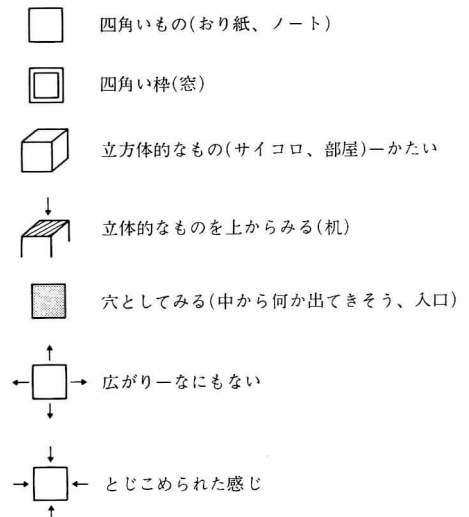 四角いもの(おり紙、ノート)
四角い枠(窓)
立方体的なもの(サイコロ、部屋)―かたい
立体的なものを上からみる(机)
穴としてみる(中から何か出てきそう、入口)
広がり―なにもない
とじこめられた感じ